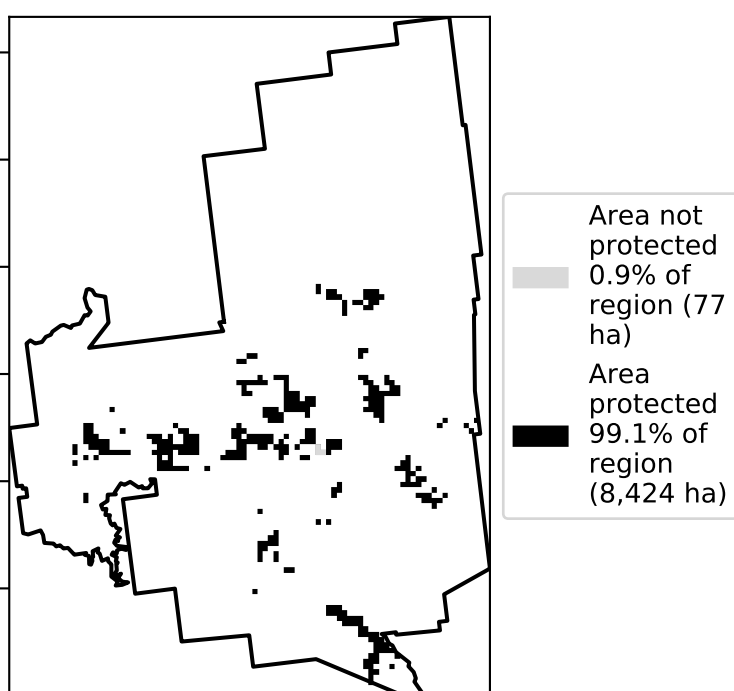 Area not
protected
0.9% of
region (77
ha)
Area
protected
99.1% of
region
(8,424 ha)